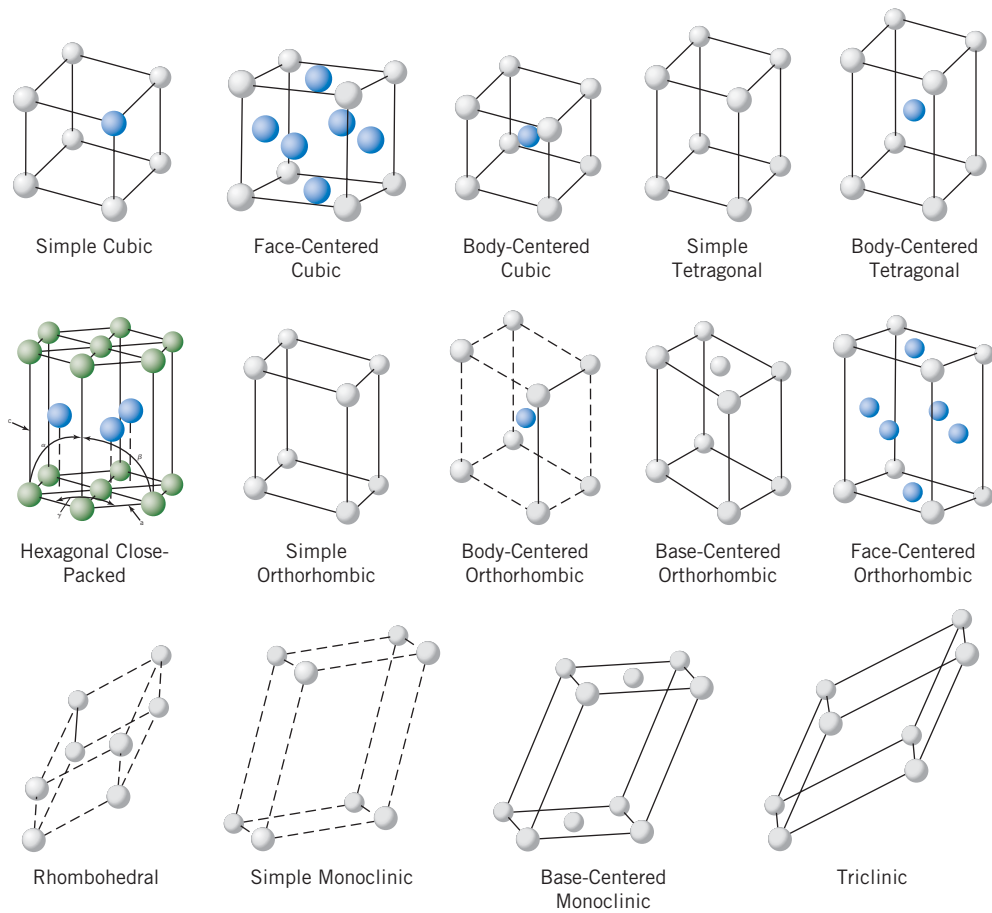 Simple Cubic
Face-Centered
Cubic
Body-Centered
Cubic
Simple
Tetragonal
Body-Centered
Tetragonal
c
α
β
γ
a
Hexagonal Close-
Packed
Simple
Orthorhombic
Body-Centered
Orthorhombic
Base-Centered
Orthorhombic
Face-Centered
Orthorhombic
Rhombohedral
Simple Monoclinic
Base-Centered
Monoclinic
Triclinic